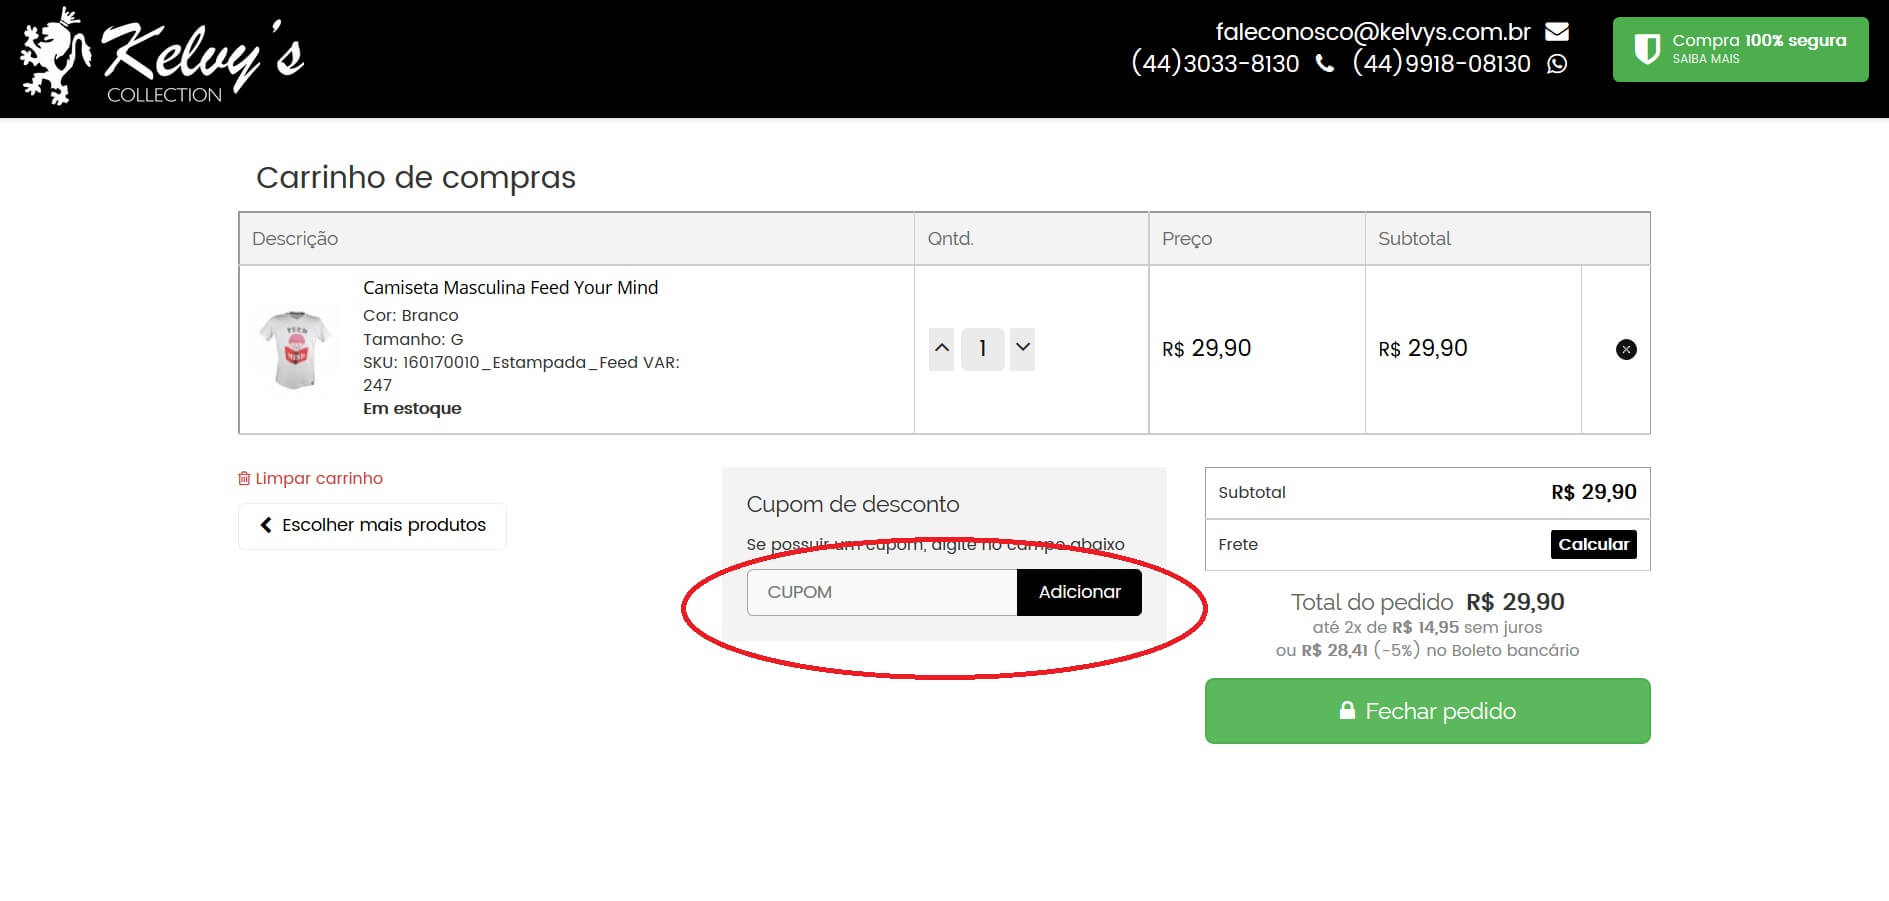 Kelvy's
COLLECTION
faleconosco@kelvys.com.br
(44)3033-8130 (44)9918-08130
Compra 100% segura
SAIBA MAIS
Carrinho de compras
Descrição Qntd. Preço Subtotal
Camiseta Masculina Feed Your Mind
Cor: Branco
Tamanho: G
SKU: 160170010_Estampada_Feed VAR:
247
Em estoque
FEED
MIND
1
R$ 29,90
R$ 29,90
Limpar carrinho
Escolher mais produtos
Cupom de desconto
Se possuir um cupom, digite no campo abaixo
CUPOM
Adicionar
Subtotal R$ 29,90
Frete Calcular
Total do pedido R$ 29,90
até 2x de R$ 14,95 sem juros
ou R$ 28,41 (-5%) no Boleto bancário
Fechar pedido